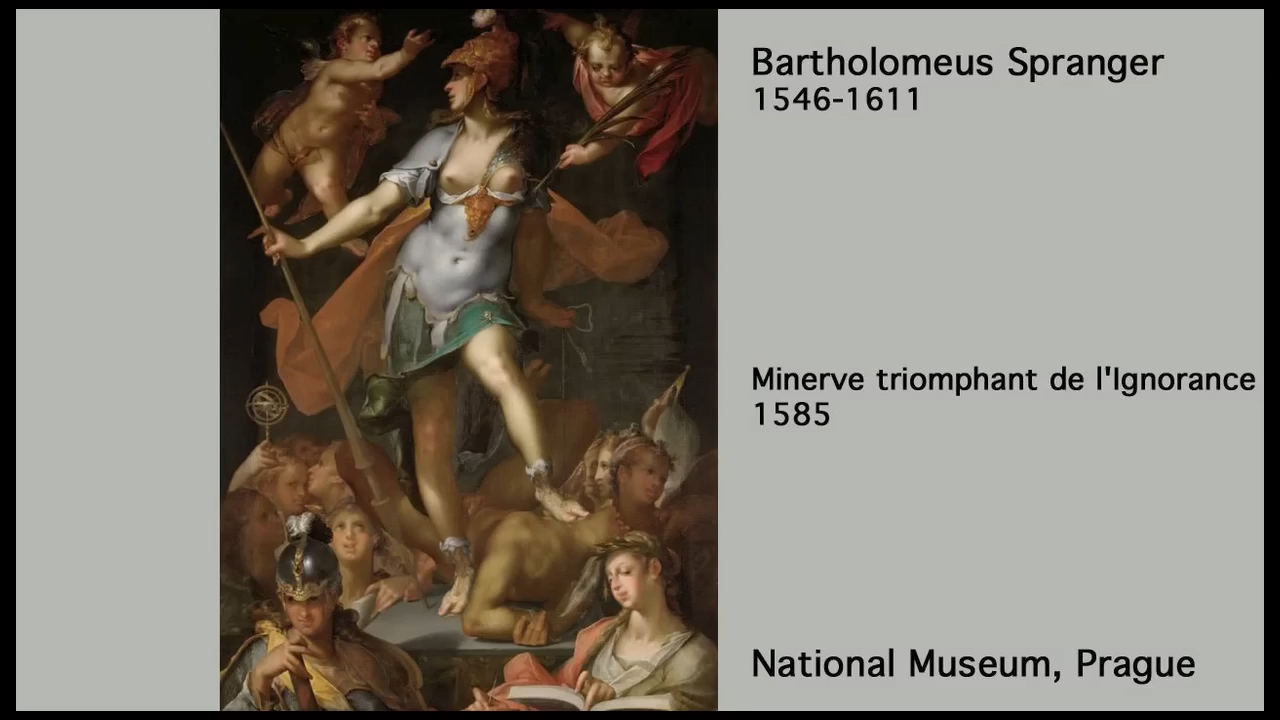 Bartholomeus Spranger
1546-1611
Minerve triomphant de l'Ignorance
1585
National Museum, Prague